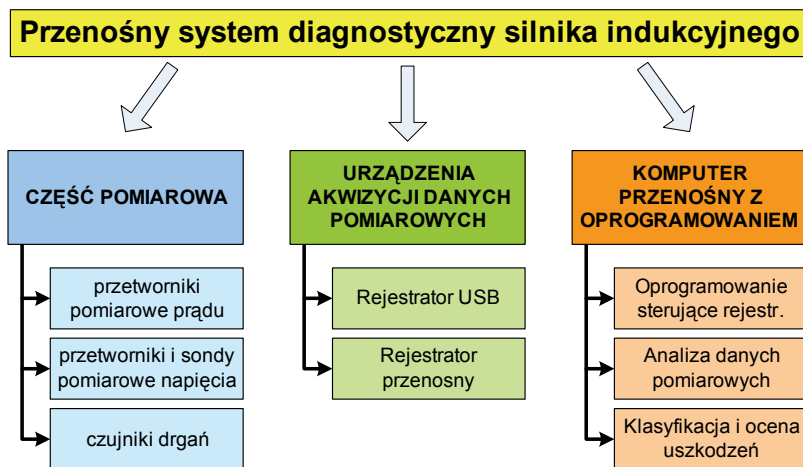 Przenośny system diagnostyczny silnika indukcyjnego
CZĘŚĆ POMIAROWA
przetworniki
pomiarowe prądu
przetworniki i sondy
pomiarowe napięcia
czujniki drgań
URZĄDZENIA
AKWIZYCJI DANYCH
POMIAROWYCH
Rejestrator USB
Rejestrator
przenosny
KOMPUTER
PRZENOŚNY Z
OPROGRAMOWANIEM
Oprogramowanie
sterujące rejestr.
Analiza danych
pomiarowych
Klasyfikacja i ocena
uszkodzeń